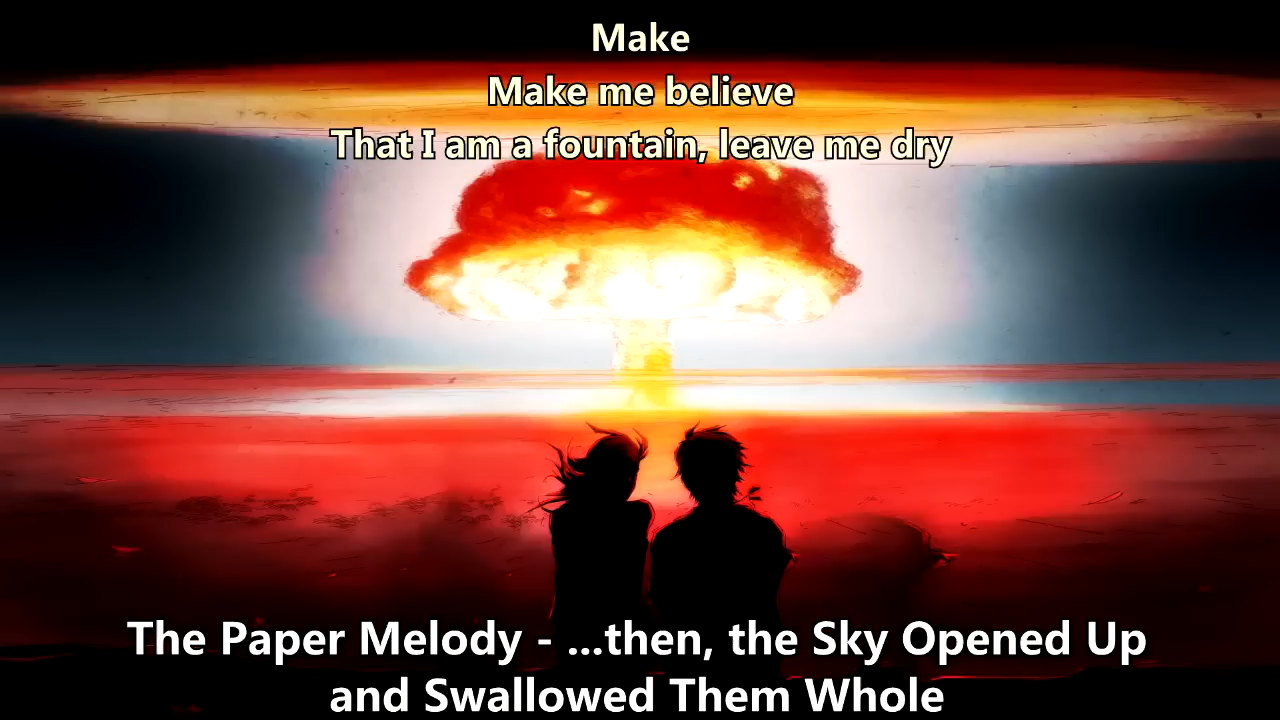 Make
Make me believe
That I am a fountain, leave me dry
The Paper Melody - ...then, the Sky Opened Up
and Swallowed Them Whole